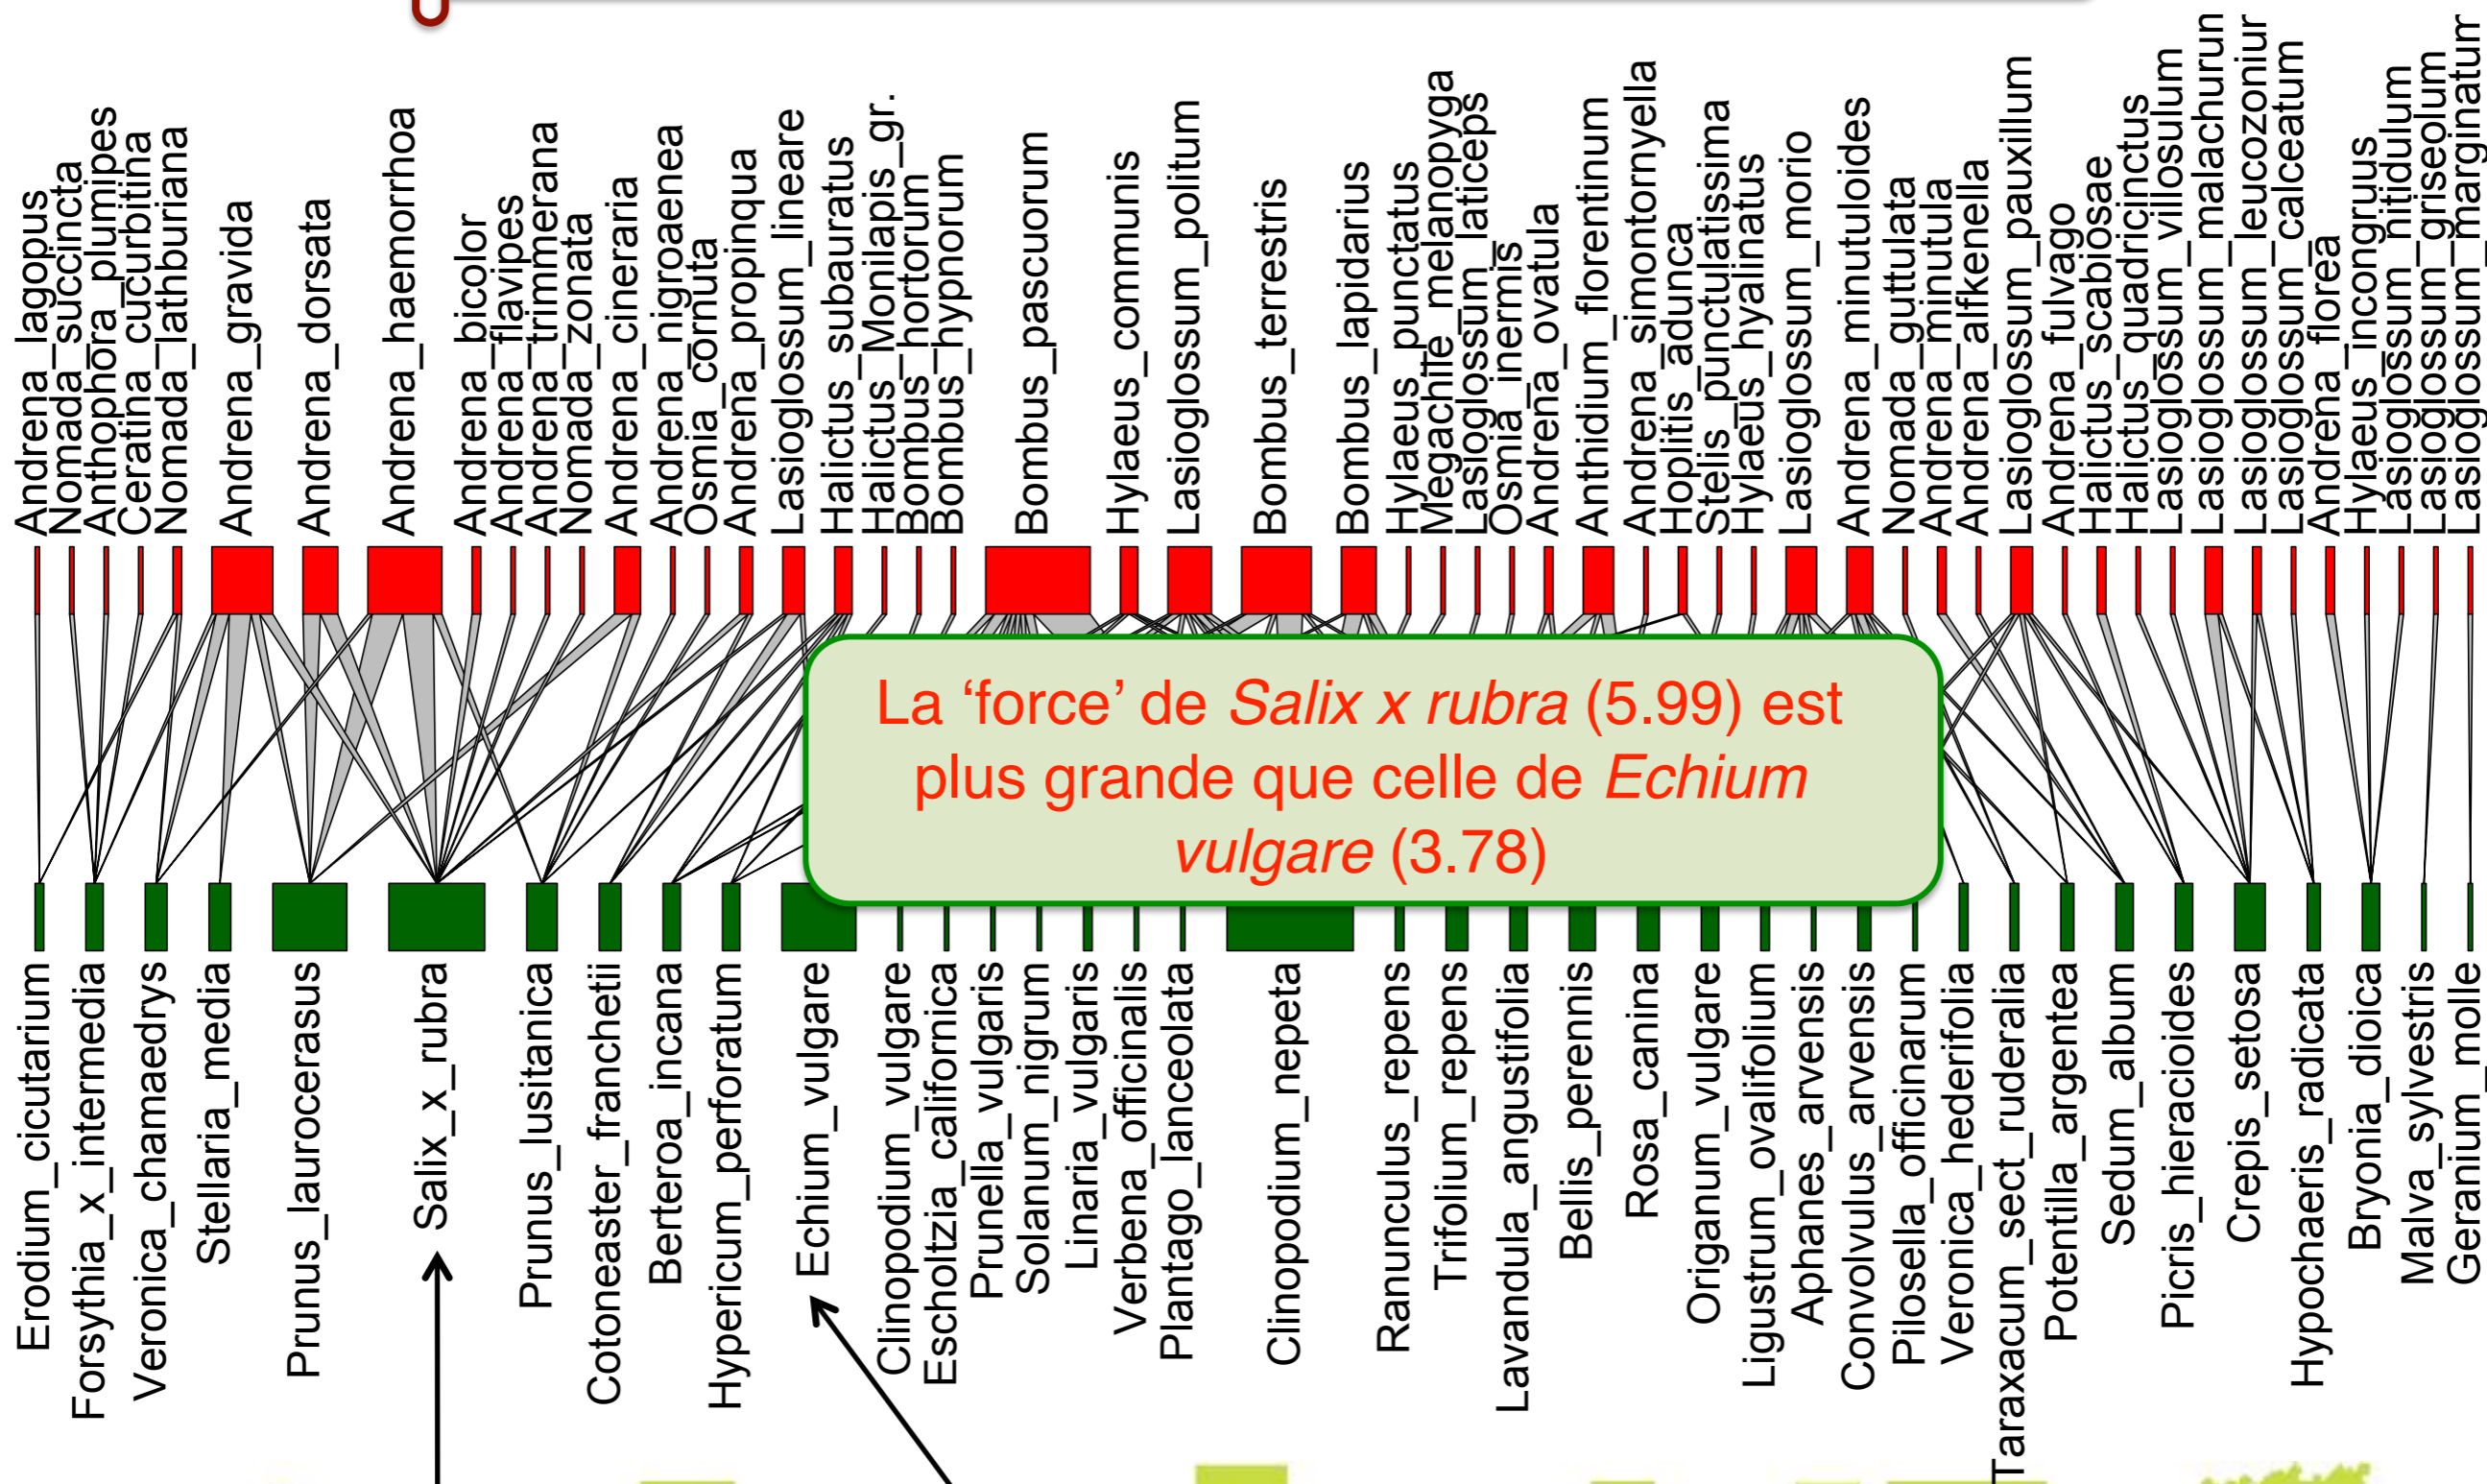 Andrena_lagopus
Nomada_succincta
Anthophora_plumipes
Ceratina_cucurbitina
Nomada_lathburiana
Andrena_gravida
Andrena_dorsata
Andrena_haemorrhoa
Andrena_bicolor
Andrena_flavipes
Andrena_trimmerana
Nomada_zonata
Andrena_cineraria
Andrena_nigroaenea
Osmia_cornuta
Andrena_propinqua
Lasioglossum_lineare
Halictus_subauratus
Halictus_Monilapis_gr.
Bombus_hortorum
Bombus_hypnorum
Bombus_pascuorum
Hylaeus_communis
Lasioglossum_politum
Bombus_terrestris
Bombus_lapidarius
Hylaeus_punctatus
Megachile_melanopyga
Lasioglossum_laticeps
Osmia_inermis
Andrena_ovatula
Anthidium_florentinum
Andrena_simontornyella
Hoplitis_adunca
Stelis_punctulatissima
Hylaeus_hyalinatus
Lasioglossum_morio
Andrena_minutuloides
Nomada_guttulata
Andrena_minutula
Andrena_alfkenella
Lasioglossum_pauxillum
Andrena_fulvago
Halictus_scabiosae
Halictus_quadricinctus
Lasioglossum_villosulum
Lasioglossum_malachurun
Lasioglossum_leucozoniur
Lasioglossum_calceatum
Andrena_florea
Hylaeus_incongruus
Lasioglossum_nitidulum
Lasioglossum_griseolum
Lasioglossum_marginatum
La ‘force’ de Salix x rubra (5.99) est
plus grande que celle de Echium
vulgare (3.78)
Erodium_cicutarium
Forsythia_x_intermedia
Veronica_chamaedrys
Stellaria_media
Prunus_laurocerasus
Salix_x_rubra
Prunus_lusitanica
Cotoneaster_franchetii
Berteroa_incana
Hypericum_perforatum
Echium_vulgare
Clinopodium_vulgare
Escholtzia_californica
Prunella_vulgaris
Solanum_nigrum
Linaria_vulgaris
Verbena_officinalis
Plantago_lanceolata
Clinopodium_nepeta
Ranunculus_repens
Trifolium_repens
Lavandula_angustifolia
Bellis_perennis
Rosa_canina
Origanum_vulgare
Ligustrum_ovalifolium
Aphanes_arvensis
Convolvulus_arvensis
Pilosella_officinarum
Veronica_hederifolia
Taraxacum_sect_ruderalia
Potentilla_argentea
Sedum_album
Picris_hieracioides
Crepis_setosa
Hypochaeris_radicata
Bryonia_dioica
Malva_sylvestris
Geranium_molle